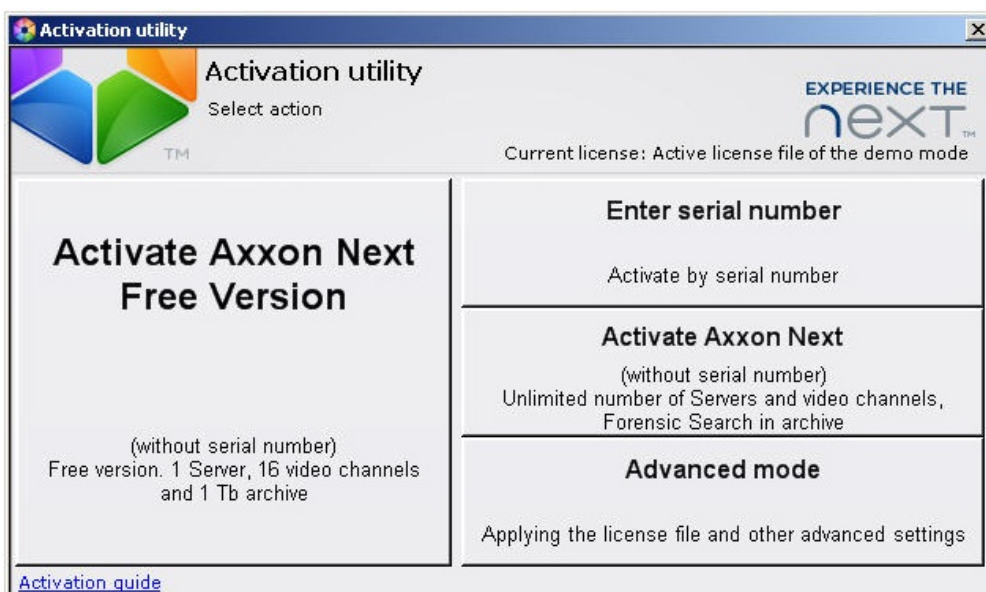 Activation utility
Activation utility
Select action
TM
EXPERIENCE THE
next™
Current license: Active license file of the demo mode
Activate Axxon Next
Free Version
(without serial number)
Free version. 1 Server, 16 video channels
and 1 Tb archive
Enter serial number
Activate by serial number
Activate Axxon Next
(without serial number)
Unlimited number of Servers and video channels,
Forensic Search in archive
Advanced mode
Applying the license file and other advanced settings
Activation guide